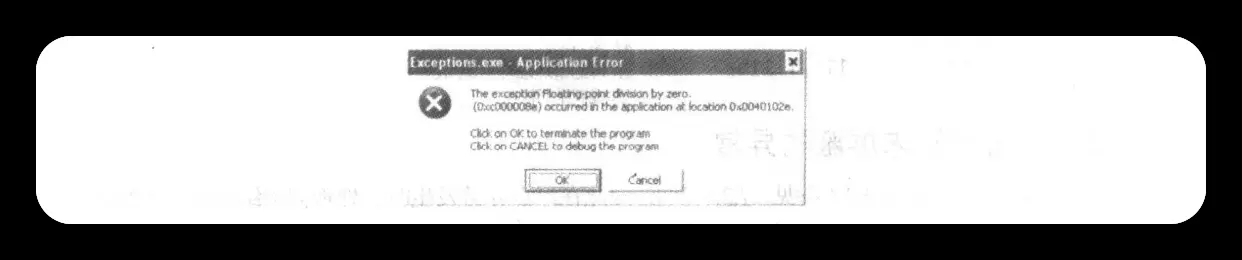 Exceptions.exe - Application Error
The exception Floating-point division by zero.
(0xc000008e) occurred in the application at location 0x0040102e.
Click on OK to terminate the program
Click on CANCEL to debug the program
OK
Cancel